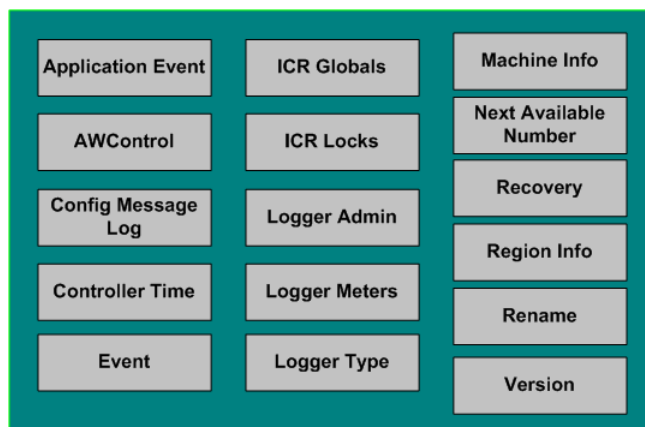 Application Event
AWControl
Config Message
Log
Controller Time
Event
ICR Globals
ICR Locks
Logger Admin
Logger Meters
Logger Type
Machine Info
Next Available
Number
Recovery
Region Info
Rename
Version